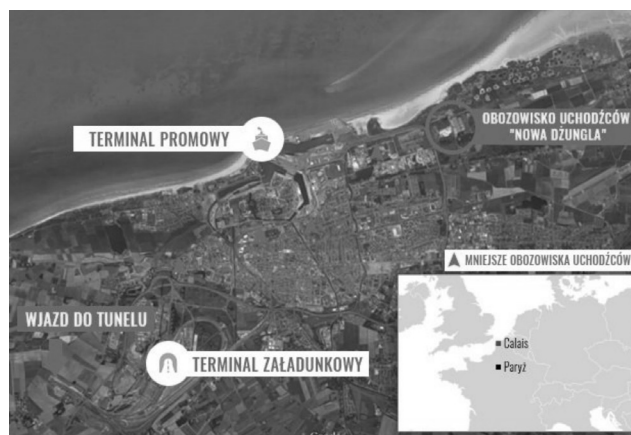 TERMINAL PROMOWY
OBOZOWISKO UCHODŹCÓW
"NOWA DŻUNGLA"
MNIEJSZE OBOZOWISKA UCHODŹCÓW
WJAZD DO TUNELU
TERMINAL ZAŁADUNKOWY
Calais
Paryż